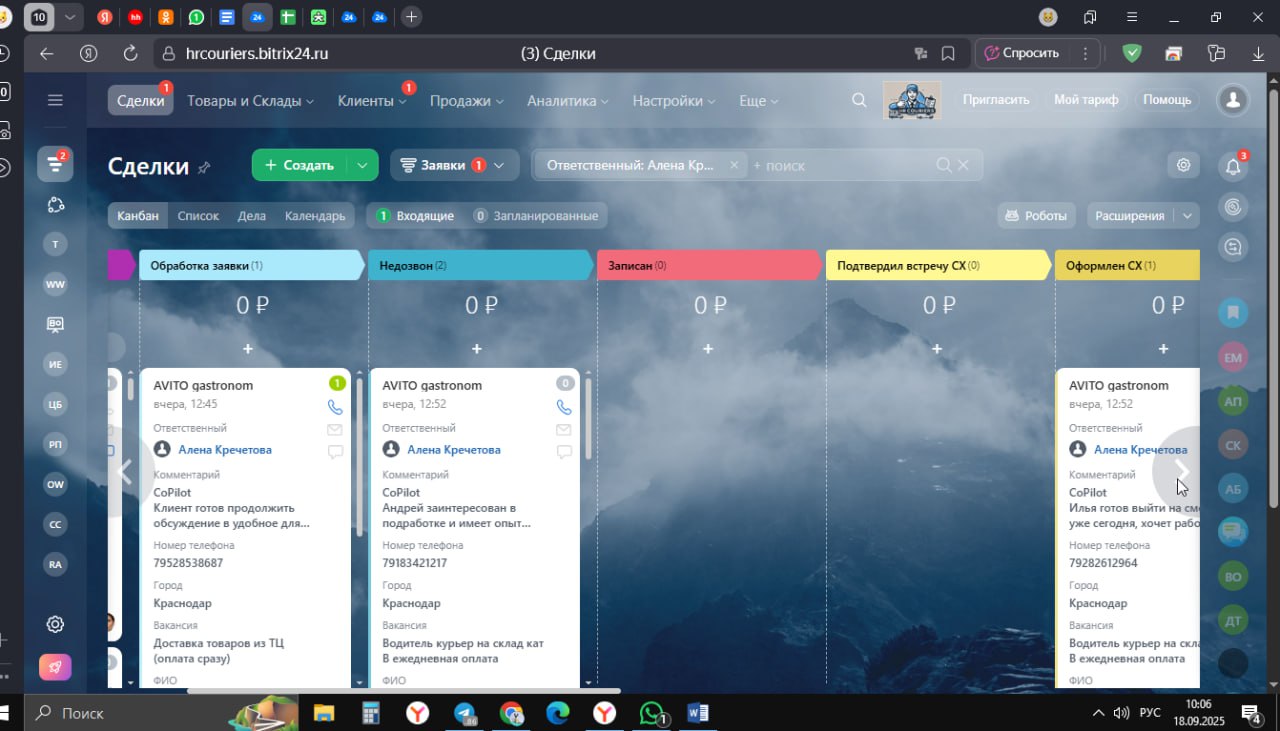 10
hh
1
24
24
24
hrcouriers.bitrix24.ru
(3) Сделки
Спросить
Сделки
1
Товары и Склады
Клиенты
1
Продажи
Аналитика
Настройки
Еще
Пригласить
Мой тариф
Помощь
2
Сделки
Создать
Заявки
1
Ответственный: Алена Кр...
+ поиск
3
Канбан
Список
Дела
Календарь
1 Входящие
0 Запланированные
Роботы
Расширения
T
WW
ИЕ
ЦБ
РП
OW
СС
RA
Обработка заявки (1)
Недозвон (2)
Записан (0)
Подтвердил встречу СХ (0)
Оформлен СХ (1)
0 ₽
0 ₽
0 ₽
0 ₽
0 ₽
+
+
+
+
+
AVITO gastronom
1
вчера, 12:45
Ответственный
Алена Кречетова
Комментарий
CoPilot
Клиент готов продолжить
обсуждение в удобное для...
Номер телефона
79528538687
Город
Краснодар
Вакансия
Доставка товаров из ТЦ
(оплата сразу)
ФИО
AVITO gastronom
0
вчера, 12:52
Ответственный
Алена Кречетова
Комментарий
CoPilot
Андрей заинтересован в
подработке и имеет опыт...
Номер телефона
79183421217
Город
Краснодар
Вакансия
Водитель курьер на склад кат
В ежедневная оплата
ФИО
AVITO gastronom
вчера, 12:52
Ответственный
Алена Кречетова
Комментарий
CoPilot
Илья готов выйти на см
уже сегодня, хочет рабо
Номер телефона
79282612964
Город
Краснодар
Вакансия
Водитель курьер на скла
В ежедневная оплата
ФИО
ЕМ
АП
СК
АБ
ВО
ДТ
Поиск
86
1
РУС
10:06
18.09.2025
4